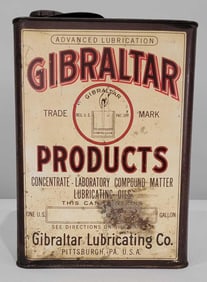 ADVANCED LUBRICATION
GIBRALTAR
GIBRALTAR
TRADE MARK
PRODUCTS
CONCENTRATE - LABORATORY COMPOUND MATTER
LUBRICATING OILS
THIS CAN
ONE U.S. GALLON
SEE DIRECTIONS ON
Gibraltar Lubricating Co.
PITTSBURGH, PA. U.S.A.